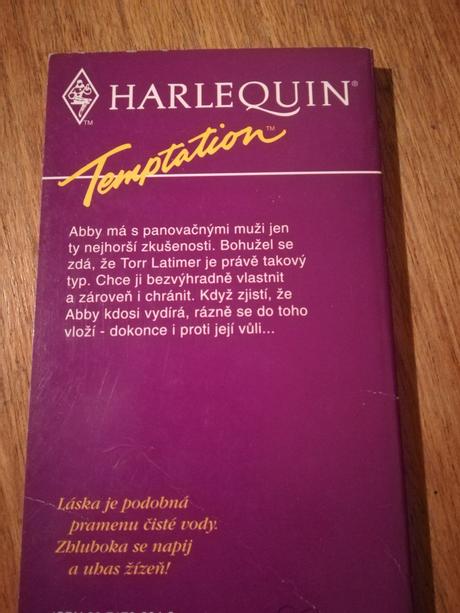 HARLEQUIN®
TM
Temptation™
Abby má s panovačnými muži jen
ty nejhorší zkušenosti. Bohužel se
zdá, že Torr Latimer je právě takový
typ. Chce ji bezvýhradně vlastnit
a zároveň i chránit. Když zjistí, že
Abby kdosi vydírá, rázně se do toho
vloží - dokonce i proti její vůli...
Láska je podobná
pramenu čisté vody.
Zhluboka se napij
a uhas žízeň!